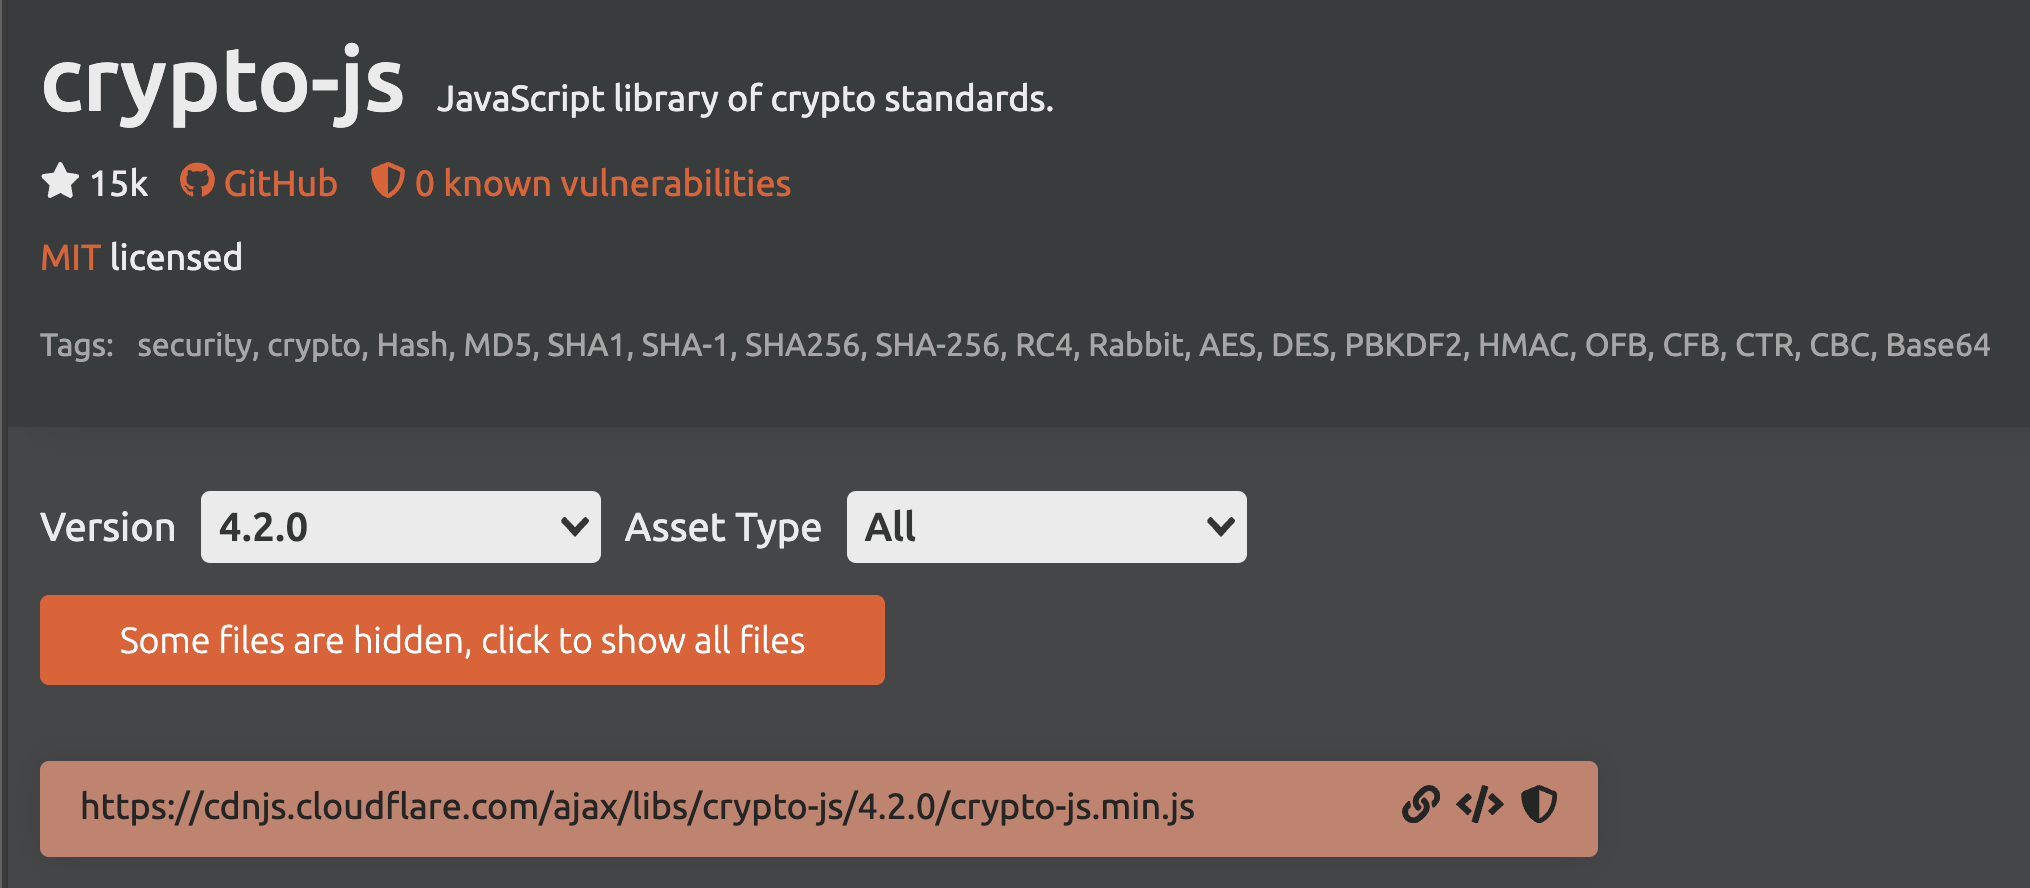 crypto-js JavaScript library of crypto standards.
15k GitHub 0 known vulnerabilities
MIT licensed
Tags: security, crypto, Hash, MD5, SHA1, SHA-1, SHA256, SHA-256, RC4, Rabbit, AES, DES, PBKDF2, HMAC, OFB, CFB, CTR, CBC, Base64
Version 4.2.0 Asset Type All
Some files are hidden, click to show all files
https://cdnjs.cloudflare.com/ajax/libs/crypto-js/4.2.0/crypto-js.min.js